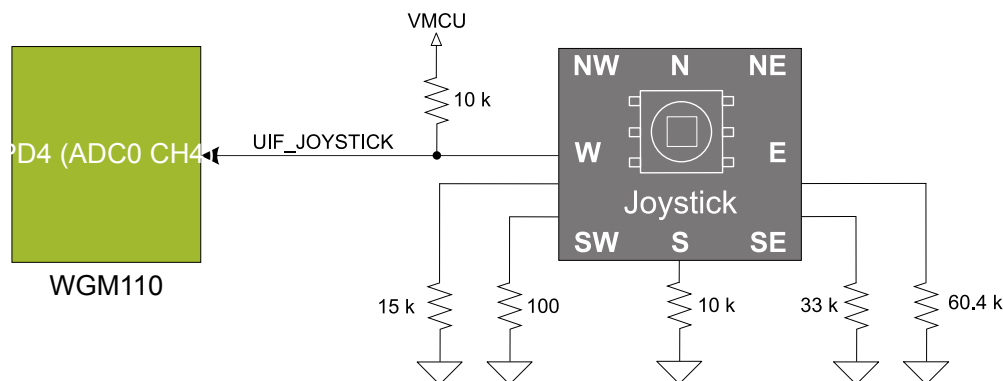 VMCU
10 k
UIF_JOYSTICK
PD4 (ADC0 CH4)
WGM110
NW N NE
W E
Joystick
SW S SE
15 k
100
10 k
33 k
60.4 k